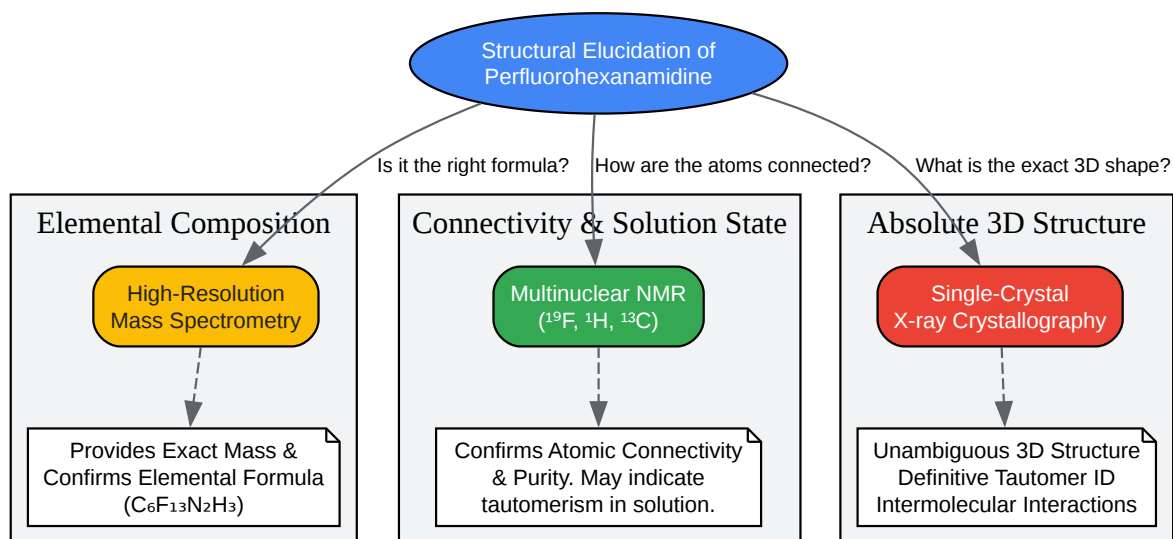 Structural Elucidation of
Perfluorohexanamidine
Is it the right formula?
How are the atoms connected?
What is the exact 3D shape?
Elemental Composition
Connectivity & Solution State
Absolute 3D Structure
High-Resolution
Mass Spectrometry
Multinuclear NMR
(¹⁹F, ¹H, ¹³C)
Single-Crystal
X-ray Crystallography
Provides Exact Mass &
Confirms Elemental Formula
(C₆F₁₃N₂H₃)
Confirms Atomic Connectivity
& Purity. May indicate
tautomerism in solution.
Unambiguous 3D Structure
Definitive Tautomer ID
Intermolecular Interactions